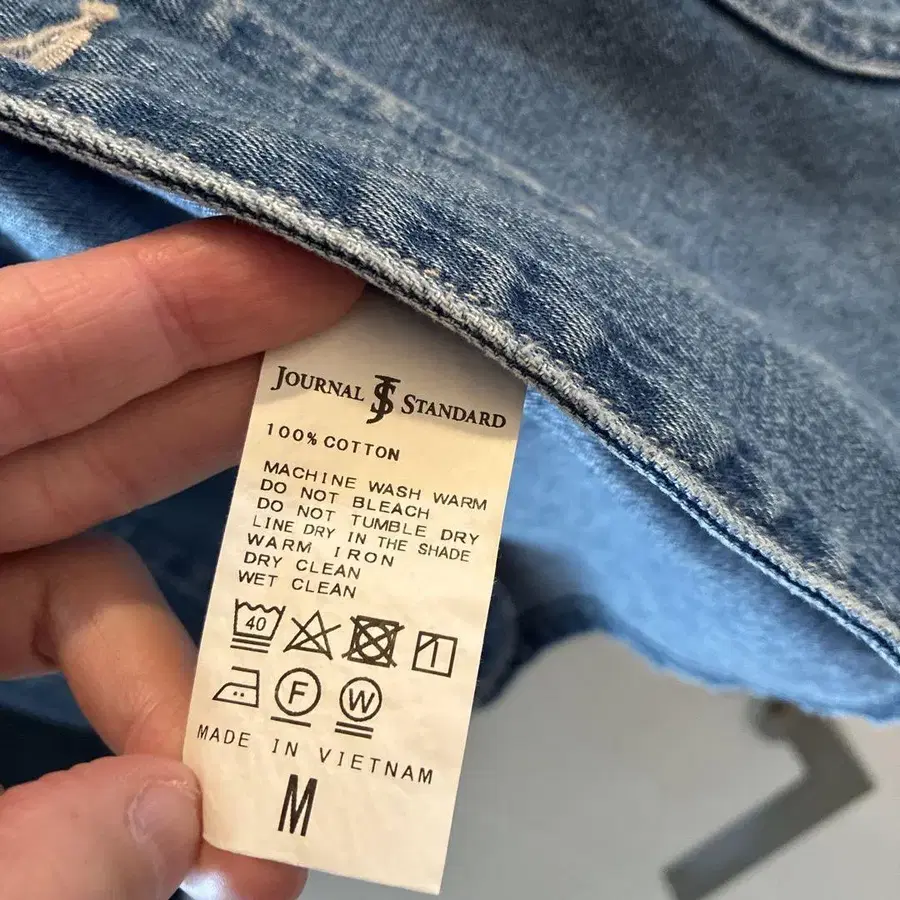 JOURNAL JS STANDARD
100% COTTON
MACHINE WASH WARM
DO NOT BLEACH
DO NOT TUMBLE DRY
LINE DRY IN THE SHADE
WARM IRON
DRY CLEAN
WET CLEAN
40
F W
MADE IN VIETNAM
M